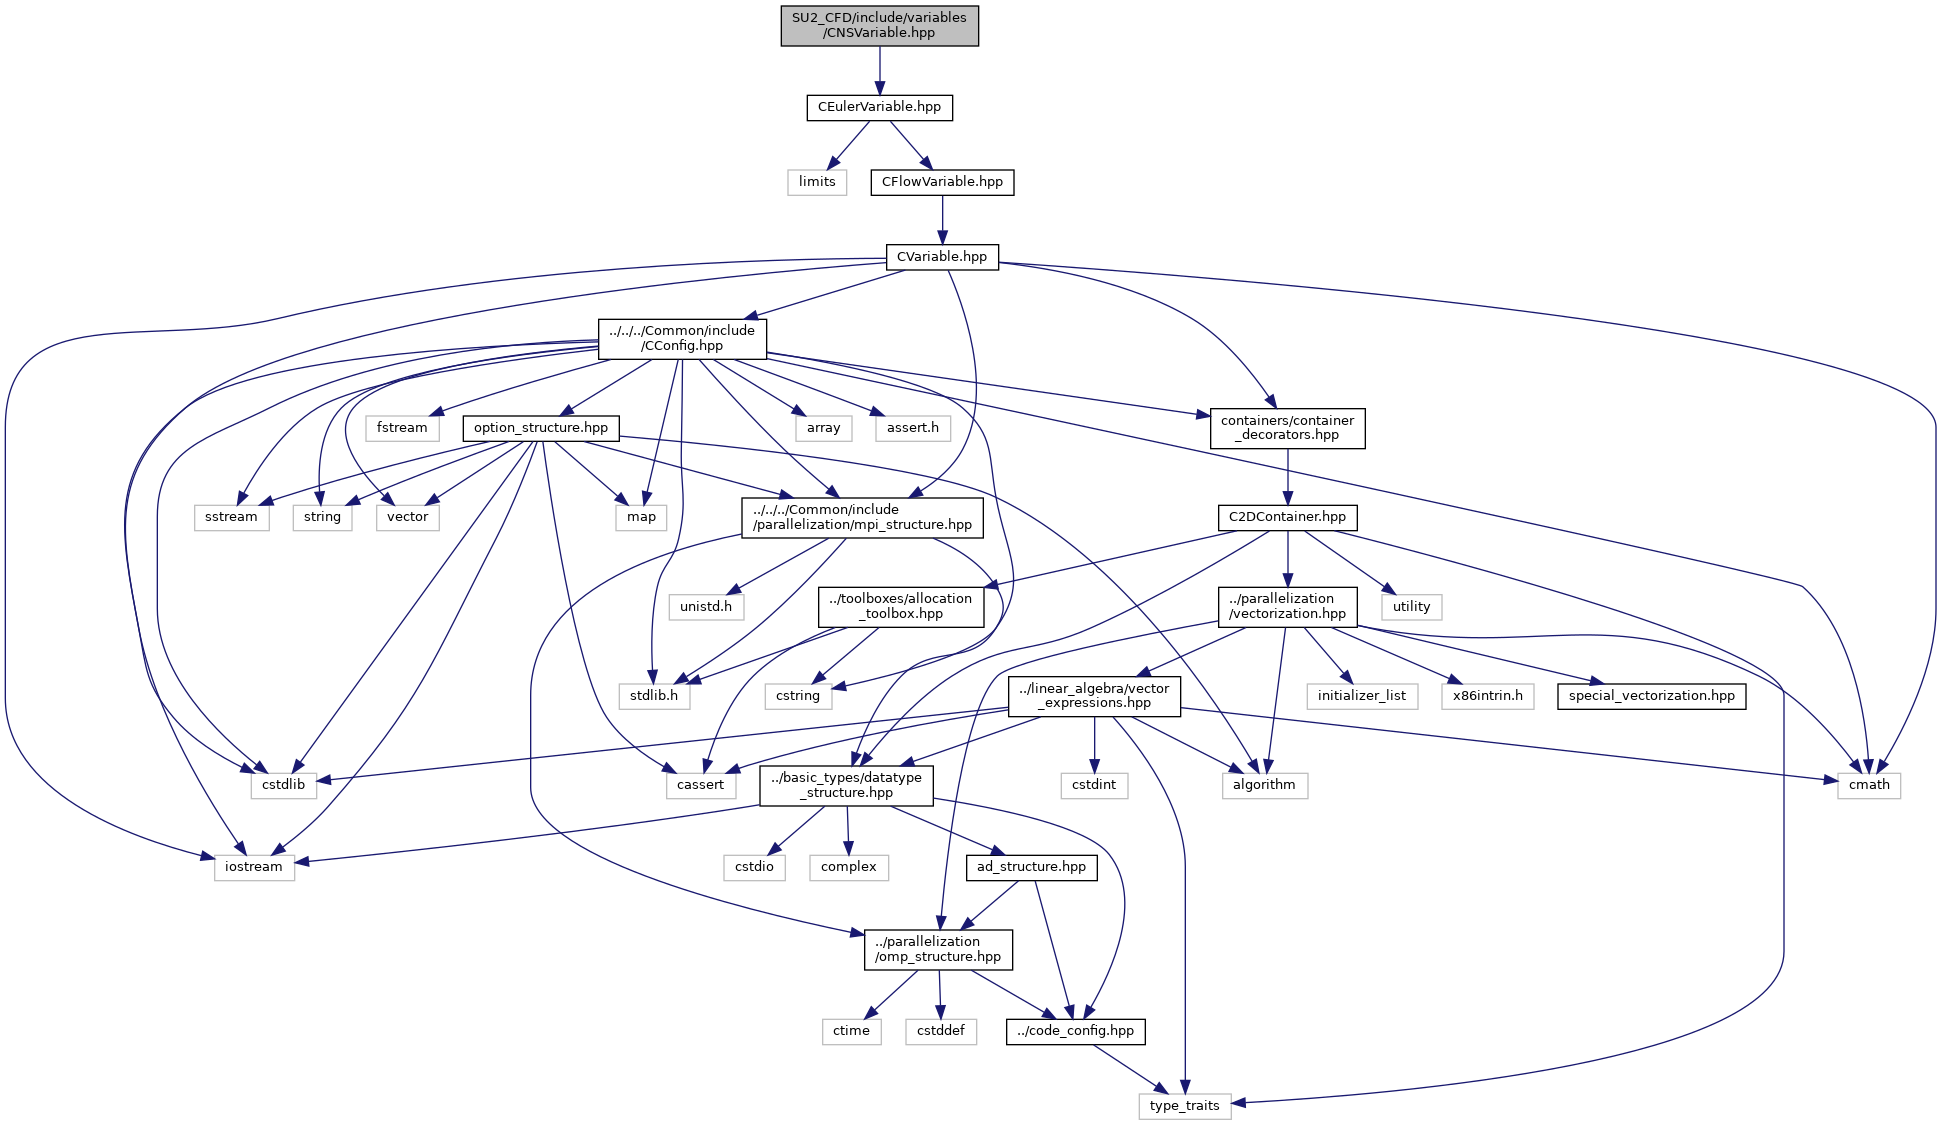 SU2_CFD/include/variables
/CNSVariable.hpp
CEulerVariable.hpp
limits
CFlowVariable.hpp
CVariable.hpp
../../../Common/include
/CConfig.hpp
fstream
option_structure.hpp
array
assert.h
containers/container
_decorators.hpp
sstream
string
vector
map
../../../Common/include
/parallelization/mpi_structure.hpp
C2DContainer.hpp
unistd.h
../toolboxes/allocation
_toolbox.hpp
../parallelization
/vectorization.hpp
utility
stdlib.h
cstring
../linear_algebra/vector
_expressions.hpp
initializer_list
x86intrin.h
special_vectorization.hpp
cstdlib
cassert
../basic_types/datatype
_structure.hpp
cstdint
algorithm
cmath
iostream
cstdio
complex
ad_structure.hpp
../parallelization
/omp_structure.hpp
ctime
cstddef
../code_config.hpp
type_traits